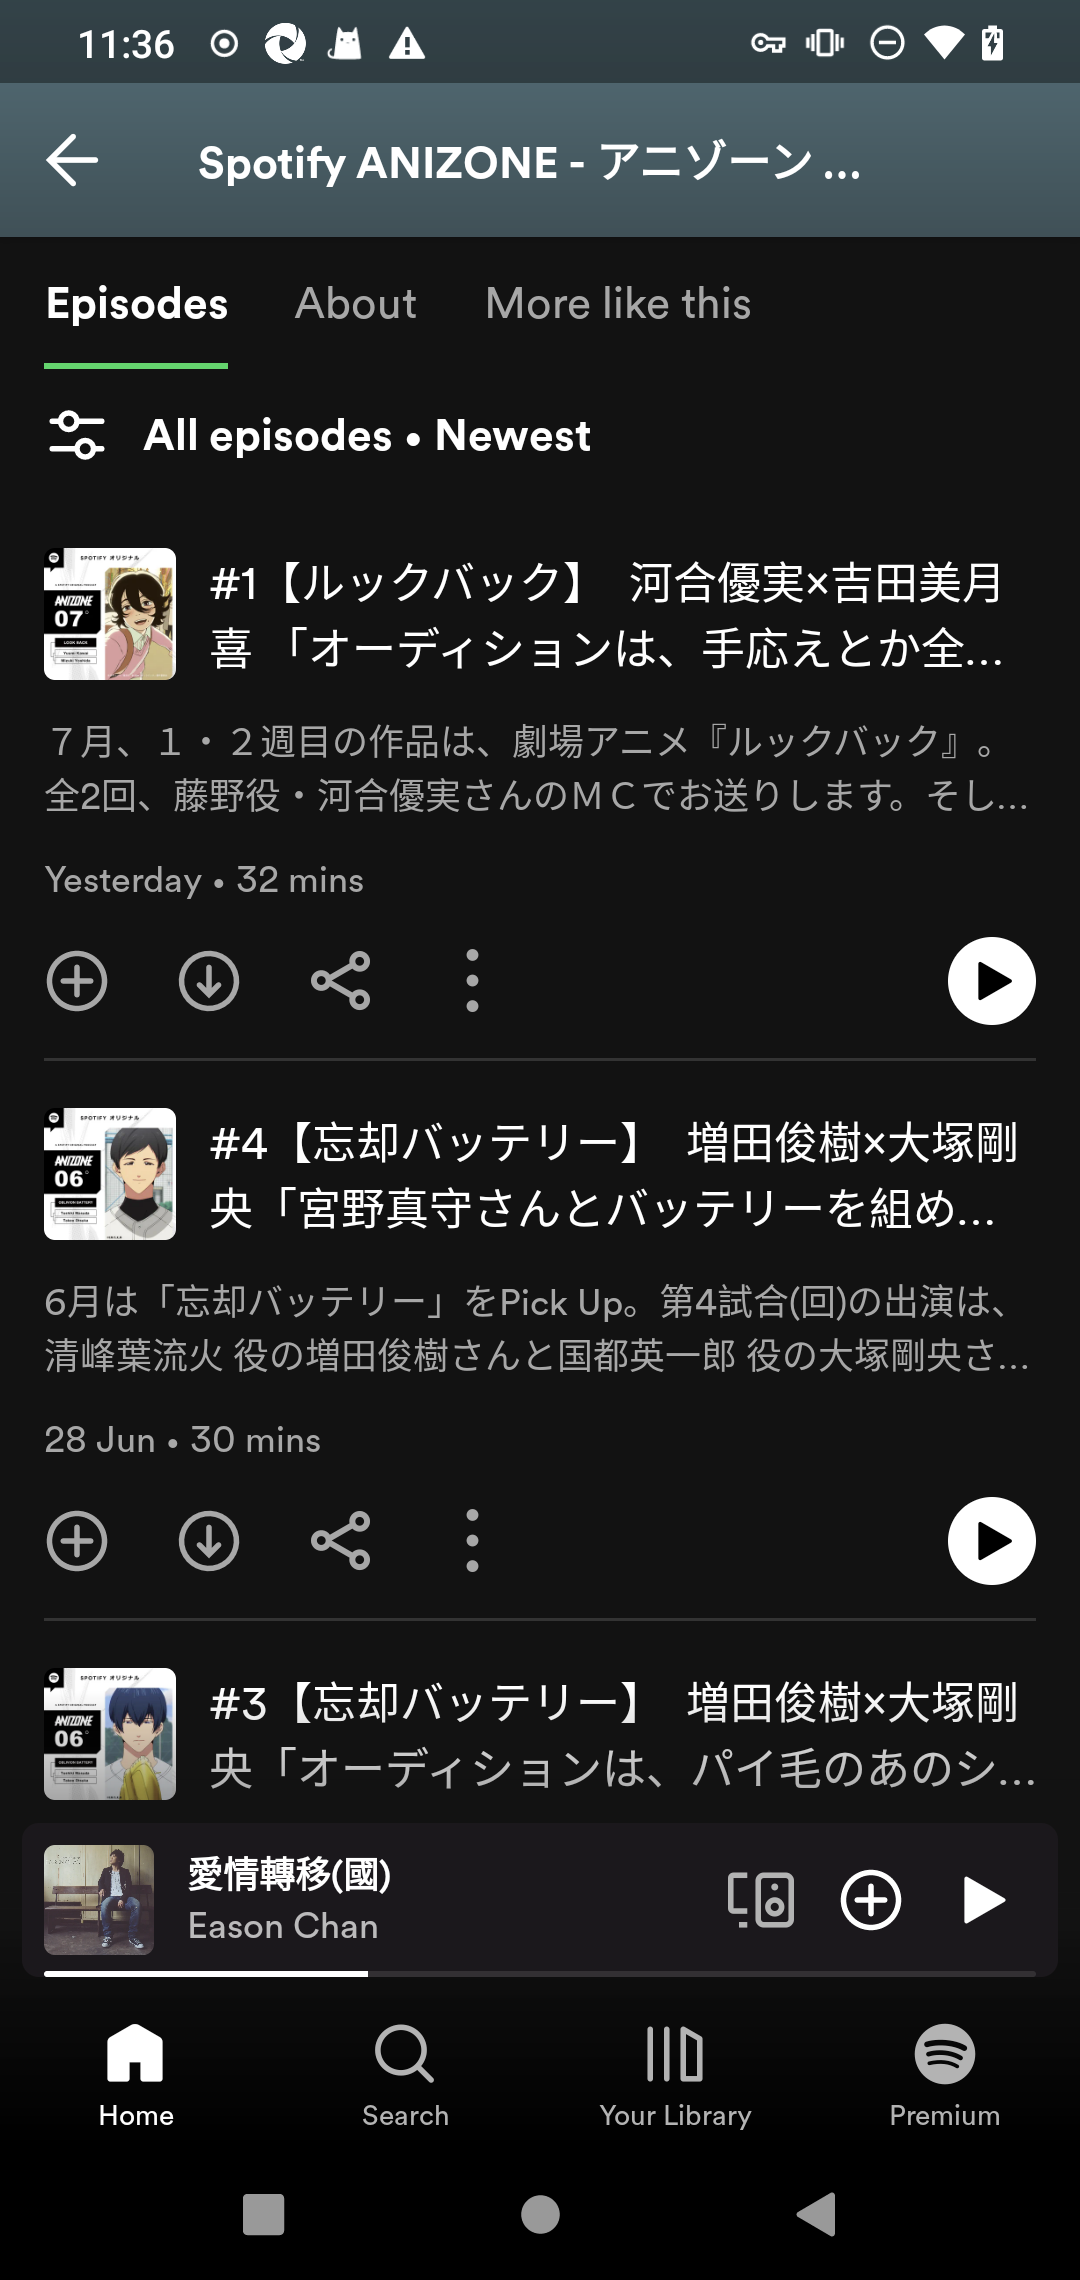 11:36
Spotify ANIZONE - アニゾーン ...
Episodes About More like this
All episodes • Newest
SPOTIFY オリジナル
ANIZONE
07
LOOK BACK
#1【ルックバック】 河合優実×吉田美月
喜 「オーディションは、手応えとか全...
７月、１・２週目の作品は、劇場アニメ『ルックバック』。
全2回、藤野役・河合優実さんのＭＣでお送りします。そし...
Yesterday • 32 mins
SPOTIFY オリジナル
ANIZONE
06
#4【忘却バッテリー】 増田俊樹×大塚剛
央「宮野真守さんとバッテリーを組め...
6月は「忘却バッテリー」をPick Up。第4試合(回)の出演は、
清峰葉流火 役の増田俊樹さんと国都英一郎 役の大塚剛央さ...
28 Jun • 30 mins
SPOTIFY オリジナル
ANIZONE
06
#3【忘却バッテリー】 増田俊樹×大塚剛
央「オーディションは、パイ毛のあのシ...
愛情轉移(國)
Eason Chan
Home Search Your Library Premium